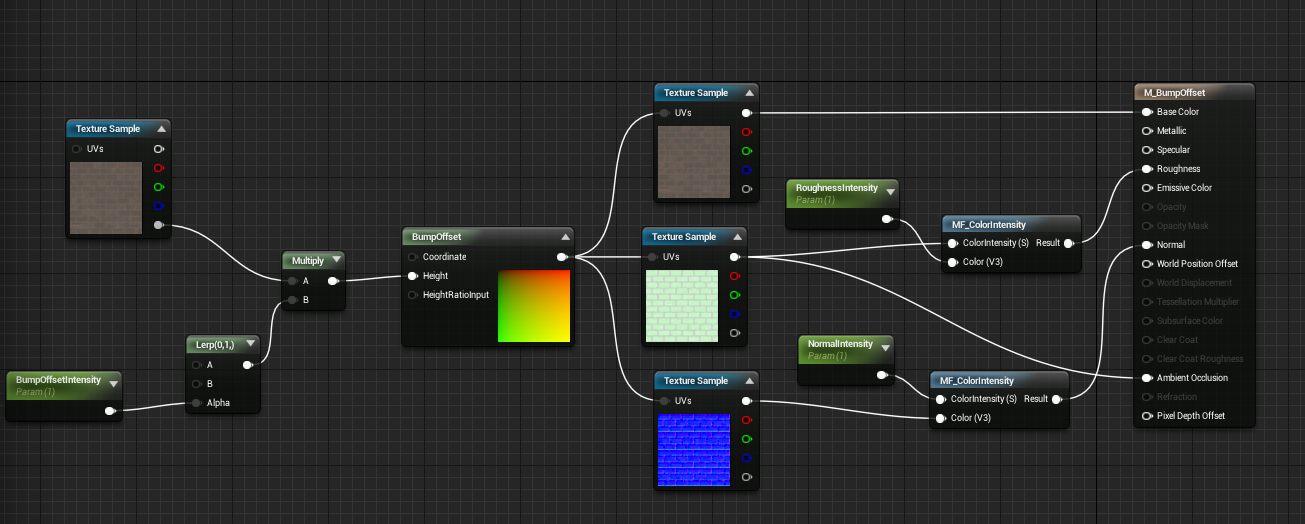 Texture Sample
UVs
BumpOffsetIntensity
Param (1)
Lerp(0,1,)
A
B
Alpha
Multiply
A
B
BumpOffset
Coordinate
Height
HeightRatioInput
Texture Sample
UVs
Texture Sample
UVs
Texture Sample
UVs
RoughnessIntensity
Param (1)
MF_ColorIntensity
ColorIntensity (S) Result
Color (V3)
NormalIntensity
Param (1)
MF_ColorIntensity
ColorIntensity (S) Result
Color (V3)
M_BumpOffset
Base Color
Metallic
Specular
Roughness
Emissive Color
Opacity
Opacity Mask
Normal
World Position Offset
World Displacement
Tessellation Multiplier
Subsurface Color
Clear Coat
Clear Coat Roughness
Ambient Occlusion
Refraction
Pixel Depth Offset